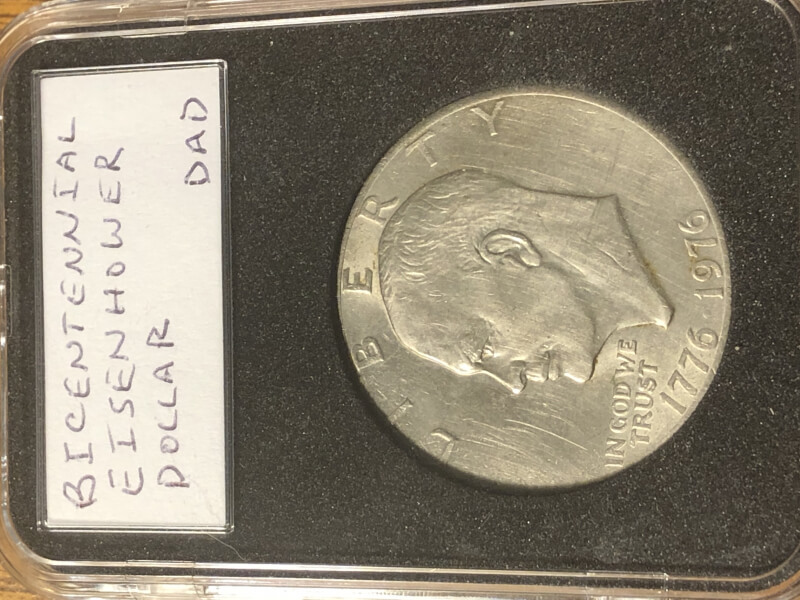 BICENTENNIAL
EISENHOWER
DOLLAR DAD
LIBERTY
IN GOD WE
TRUST
1776 1976